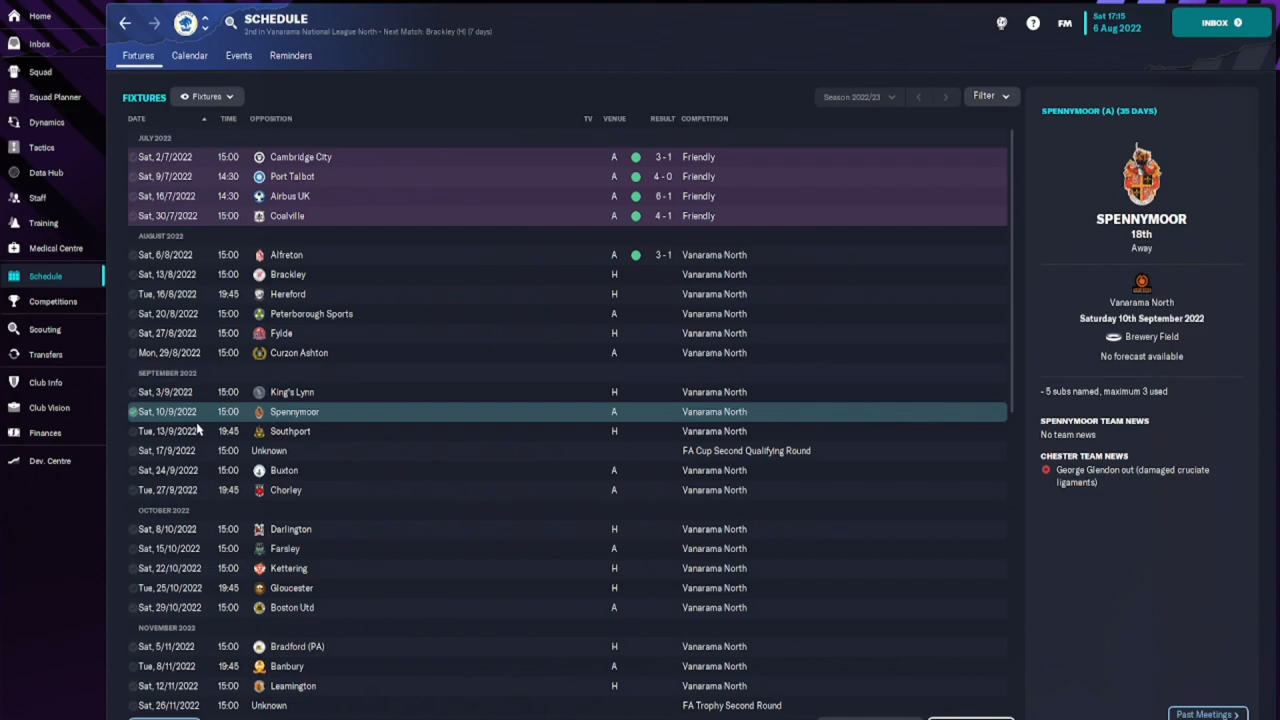 Home
Inbox
Squad
Squad Planner
Dynamics
Tactics
Data Hub
Staff
Training
Medical Centre
Schedule
Competitions
Scouting
Transfers
Club Info
Club Vision
Finances
Dev. Centre
SCHEDULE
2nd in Vanarama National League North - Next Match: Brackley (H) (7 days)
FM
Sat 17:15
6 Aug 2022
INBOX
Fixtures Calendar Events Reminders
FIXTURES Fixtures Season 2022/23 Filter
DATE TIME OPPOSITION TV VENUE RESULT COMPETITION
JULY 2022
Sat, 2/7/2022 15:00 Cambridge City A 3 - 1 Friendly
Sat, 9/7/2022 14:30 Port Talbot A 4 - 0 Friendly
Sat, 16/7/2022 14:30 Airbus UK A 6 - 1 Friendly
Sat, 30/7/2022 15:00 Coalville A 4 - 1 Friendly
AUGUST 2022
Sat, 6/8/2022 15:00 Alfreton A 3 - 1 Vanarama North
Sat, 13/8/2022 15:00 Brackley H Vanarama North
Tue, 16/8/2022 19:45 Hereford H Vanarama North
Sat, 20/8/2022 15:00 Peterborough Sports A Vanarama North
Sat, 27/8/2022 15:00 Fylde H Vanarama North
Mon, 29/8/2022 15:00 Curzon Ashton A Vanarama North
SEPTEMBER 2022
Sat, 3/9/2022 15:00 King's Lynn H Vanarama North
Sat, 10/9/2022 15:00 Spennymoor A Vanarama North
Tue, 13/9/2022 19:45 Southport H Vanarama North
Sat, 17/9/2022 15:00 Unknown FA Cup Second Qualifying Round
Sat, 24/9/2022 15:00 Buxton A Vanarama North
Tue, 27/9/2022 19:45 Chorley A Vanarama North
OCTOBER 2022
Sat, 8/10/2022 15:00 Darlington H Vanarama North
Sat, 15/10/2022 15:00 Farsley A Vanarama North
Sat, 22/10/2022 15:00 Kettering H Vanarama North
Tue, 25/10/2022 19:45 Gloucester H Vanarama North
Sat, 29/10/2022 15:00 Boston Utd A Vanarama North
NOVEMBER 2022
Sat, 5/11/2022 15:00 Bradford (PA) H Vanarama North
Tue, 8/11/2022 19:45 Banbury A Vanarama North
Sat, 12/11/2022 15:00 Leamington H Vanarama North
Sat, 26/11/2022 15:00 Unknown FA Trophy Second Round
SPENNYMOOR (A) (35 DAYS)
SPENNYMOOR
18th
Away
Vanarama North
Saturday 10th September 2022
Brewery Field
No forecast available
- 5 subs named, maximum 3 used
SPENNYMOOR TEAM NEWS
No team news
CHESTER TEAM NEWS
George Glendon out (damaged cruciate
ligaments)
Past Meetings